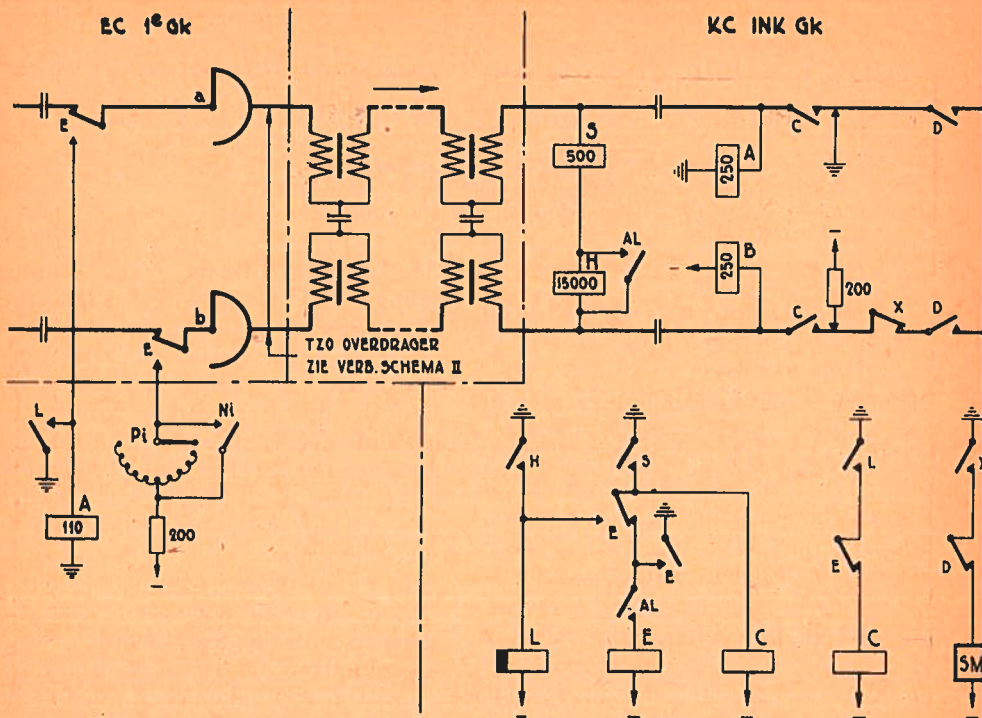 EC 1e Gk
KC INK Gk
E
a
S
500
250
A
C
D
AL
H
15000
250
B
200
C
X
D
E
b
TZO OVERDRAGER
ZIE VERB. SCHEMA II
L
Pi
Ni
A
110
200
H
S
E
E
AL
L
E
D
L
E
C
C
SM